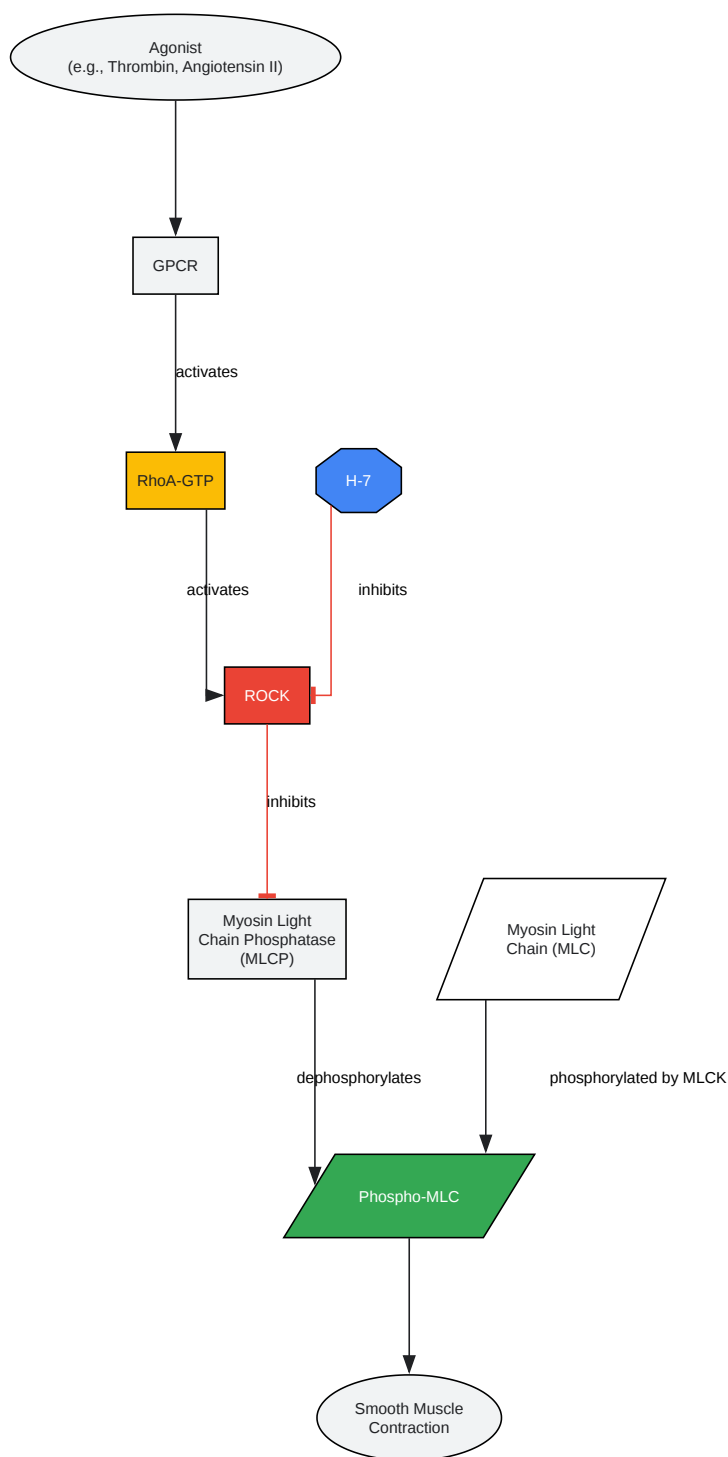 Agonist
(e.g., Thrombin, Angiotensin II)
GPCR
activates
RhoA-GTP
H-7
activates
inhibits
ROCK
inhibits
Myosin Light
Chain Phosphatase
(MLCP)
Myosin Light
Chain (MLC)
dephosphorylates
phosphorylated by MLCK
Phospho-MLC
Smooth Muscle
Contraction